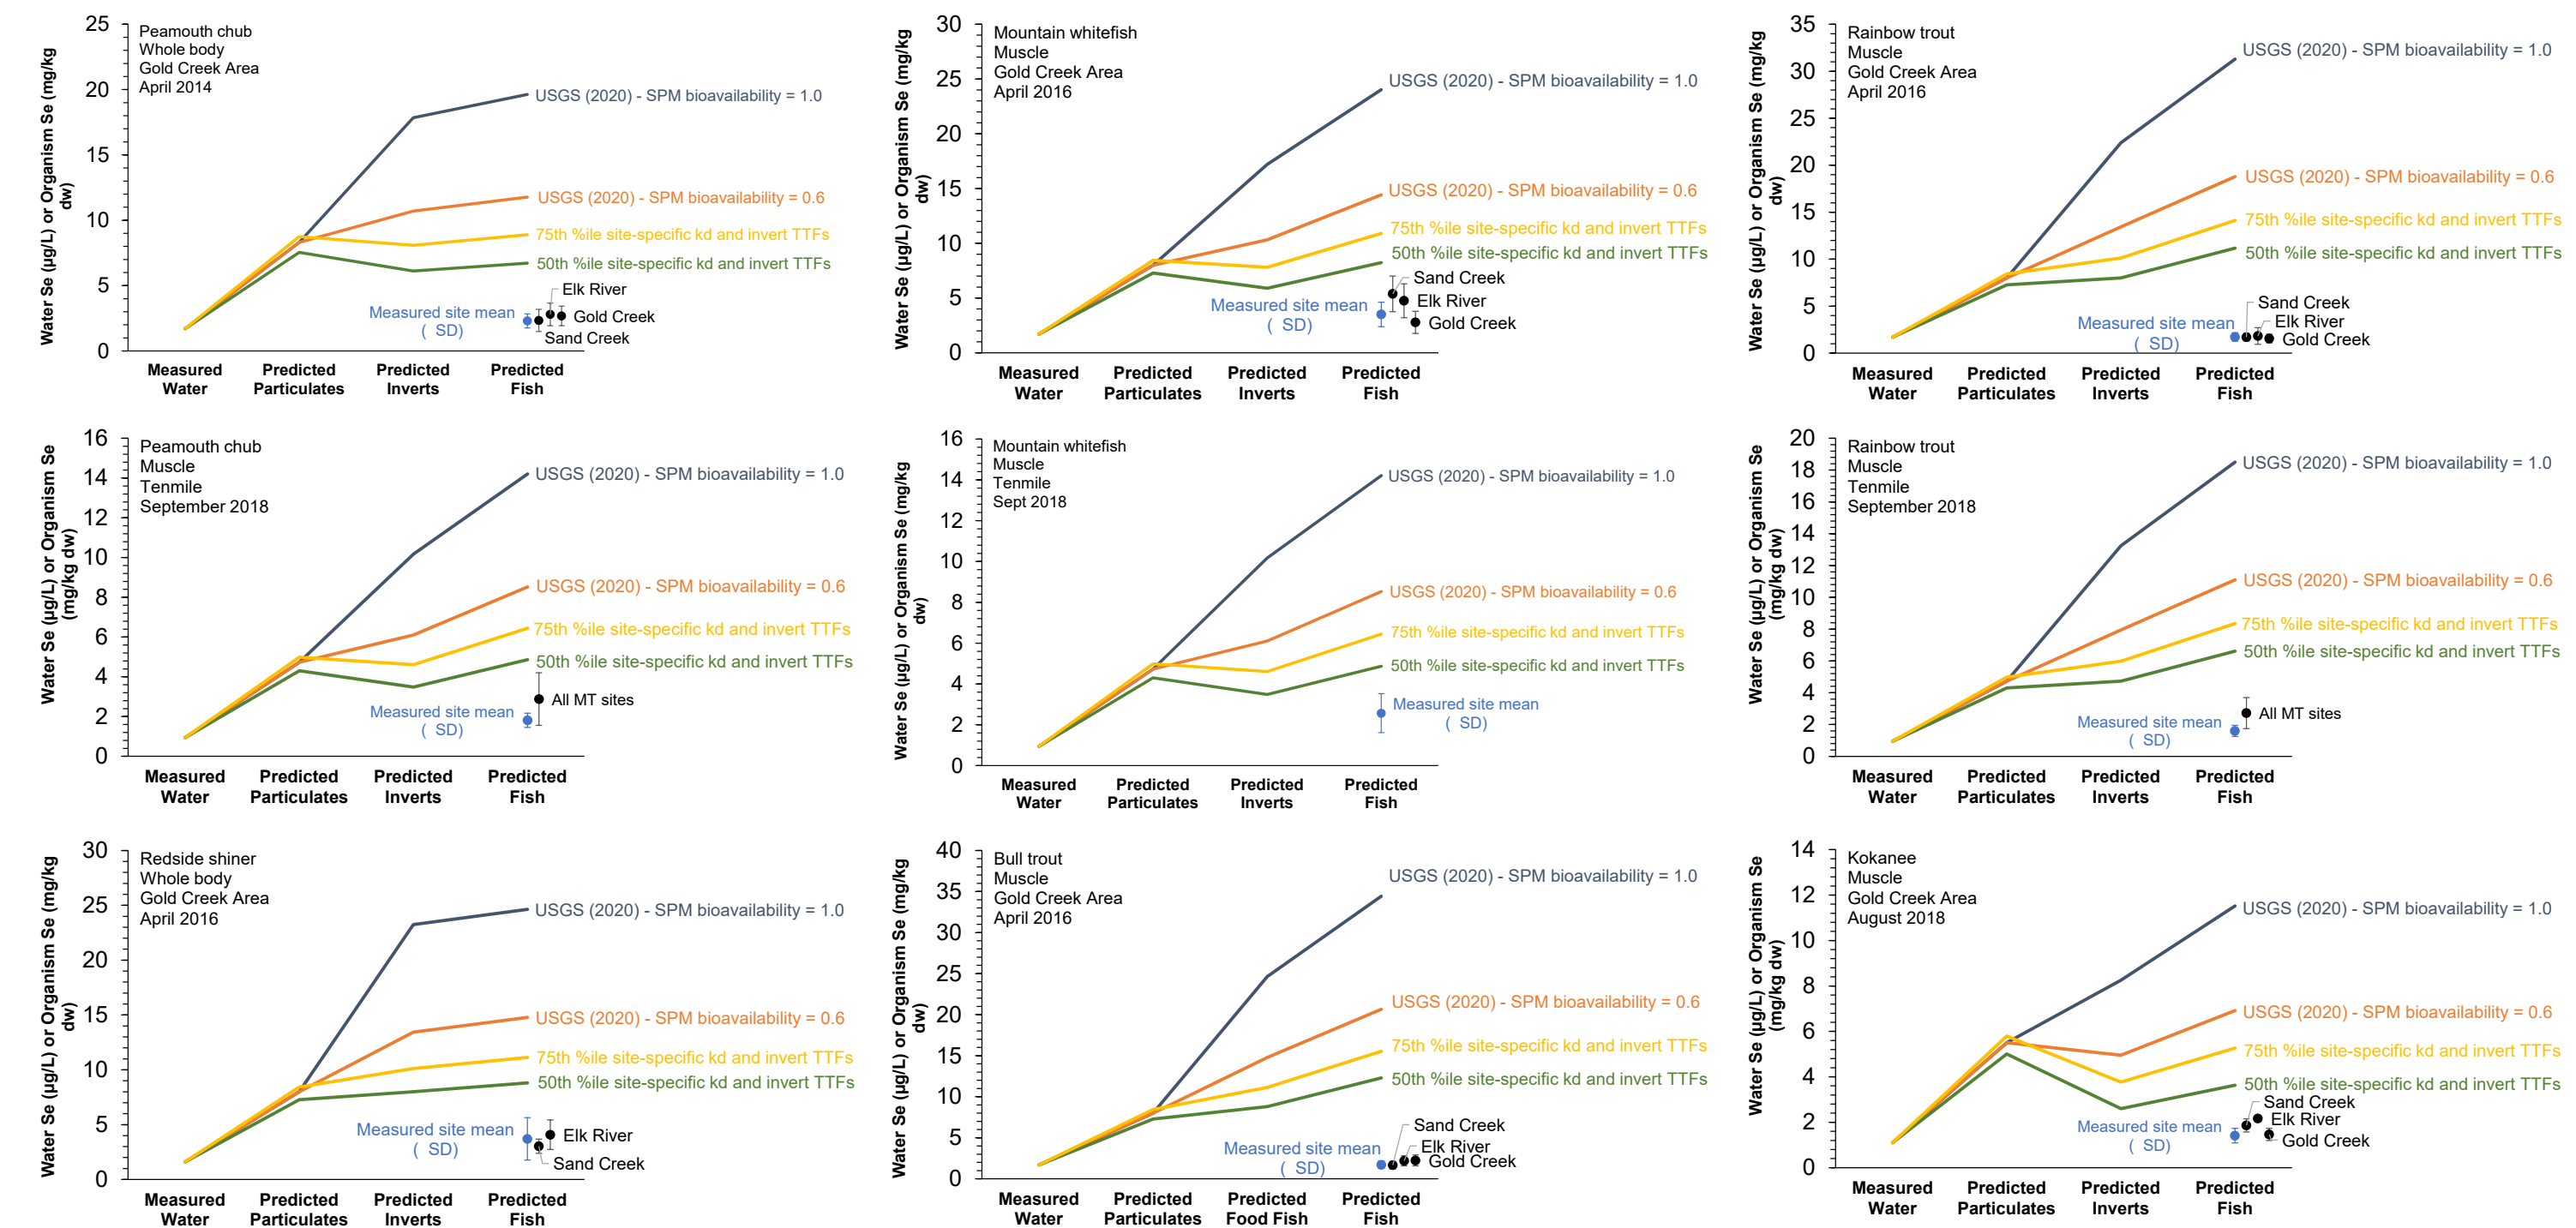 Water Se (µg/L) or Organism Se (mg/kg
dw)
25
20
15
10
5
0
Peamouth chub
Whole body
Gold Creek Area
April 2014
USGS (2020) - SPM bioavailability = 1.0
USGS (2020) - SPM bioavailability = 0.6
75th %ile site-specific kd and invert TTFs
50th %ile site-specific kd and invert TTFs
Elk River
Measured site mean
( SD)
Gold Creek
Sand Creek
Measured
Water
Predicted
Particulates
Predicted
Inverts
Predicted
Fish
Water Se (µg/L) or Organism Se (mg/kg
dw)
30
25
20
15
10
5
0
Mountain whitefish
Muscle
Gold Creek Area
April 2016
USGS (2020) - SPM bioavailability = 1.0
USGS (2020) - SPM bioavailability = 0.6
75th %ile site-specific kd and invert TTFs
50th %ile site-specific kd and invert TTFs
Sand Creek
Measured site mean
( SD)
Elk River
Gold Creek
Measured
Water
Predicted
Particulates
Predicted
Inverts
Predicted
Fish
Water Se (µg/L) or Organism Se (mg/kg
dw)
35
30
25
20
15
10
5
0
Rainbow trout
Muscle
Gold Creek Area
April 2016
USGS (2020) - SPM bioavailability = 1.0
USGS (2020) - SPM bioavailability = 0.6
75th %ile site-specific kd and invert TTFs
50th %ile site-specific kd and invert TTFs
Sand Creek
Measured site mean
( SD)
Elk River
Gold Creek
Measured
Water
Predicted
Particulates
Predicted
Inverts
Predicted
Fish
Water Se (µg/L) or Organism Se
(mg/kg dw)
16
14
12
10
8
6
4
2
0
Peamouth chub
Muscle
Tenmile
September 2018
USGS (2020) - SPM bioavailability = 1.0
USGS (2020) - SPM bioavailability = 0.6
75th %ile site-specific kd and invert TTFs
50th %ile site-specific kd and invert TTFs
All MT sites
Measured site mean
( SD)
Measured
Water
Predicted
Particulates
Predicted
Inverts
Predicted
Fish
Water Se (µg/L) or Organism Se (mg/kg
dw)
16
14
12
10
8
6
4
2
0
Mountain whitefish
Muscle
Tenmile
Sept 2018
USGS (2020) - SPM bioavailability = 1.0
USGS (2020) - SPM bioavailability = 0.6
75th %ile site-specific kd and invert TTFs
50th %ile site-specific kd and invert TTFs
Measured site mean
( SD)
Measured
Water
Predicted
Particulates
Predicted
Inverts
Predicted
Fish
Water Se (µg/L) or Organism Se
(mg/kg dw)
20
18
16
14
12
10
8
6
4
2
0
Rainbow trout
Muscle
Tenmile
September 2018
USGS (2020) - SPM bioavailability = 1.0
USGS (2020) - SPM bioavailability = 0.6
75th %ile site-specific kd and invert TTFs
50th %ile site-specific kd and invert TTFs
All MT sites
Measured site mean
( SD)
Measured
Water
Predicted
Particulates
Predicted
Inverts
Predicted
Fish
Water Se (µg/L) or Organism Se (mg/kg
dw)
30
25
20
15
10
5
0
Redside shiner
Whole body
Gold Creek Area
April 2016
USGS (2020) - SPM bioavailability = 1.0
USGS (2020) - SPM bioavailability = 0.6
75th %ile site-specific kd and invert TTFs
50th %ile site-specific kd and invert TTFs
Measured site mean
( SD)
Elk River
Sand Creek
Measured
Water
Predicted
Particulates
Predicted
Inverts
Predicted
Fish
Water Se (µg/L) or Organism Se (mg/kg
dw)
40
35
30
25
20
15
10
5
0
Bull trout
Muscle
Gold Creek Area
April 2016
USGS (2020) - SPM bioavailability = 1.0
USGS (2020) - SPM bioavailability = 0.6
75th %ile site-specific kd and invert TTFs
50th %ile site-specific kd and invert TTFs
Sand Creek
Measured site mean
( SD)
Elk River
Gold Creek
Measured
Water
Predicted
Particulates
Predicted
Food Fish
Predicted
Fish
Water Se (µg/L) or Organism Se
(mg/kg dw)
14
12
10
8
6
4
2
0
Kokanee
Muscle
Gold Creek Area
August 2018
USGS (2020) - SPM bioavailability = 1.0
USGS (2020) - SPM bioavailability = 0.6
75th %ile site-specific kd and invert TTFs
50th %ile site-specific kd and invert TTFs
Sand Creek
Elk River
Measured site mean
( SD)
Gold Creek
Measured
Water
Predicted
Particulates
Predicted
Inverts
Predicted
Fish